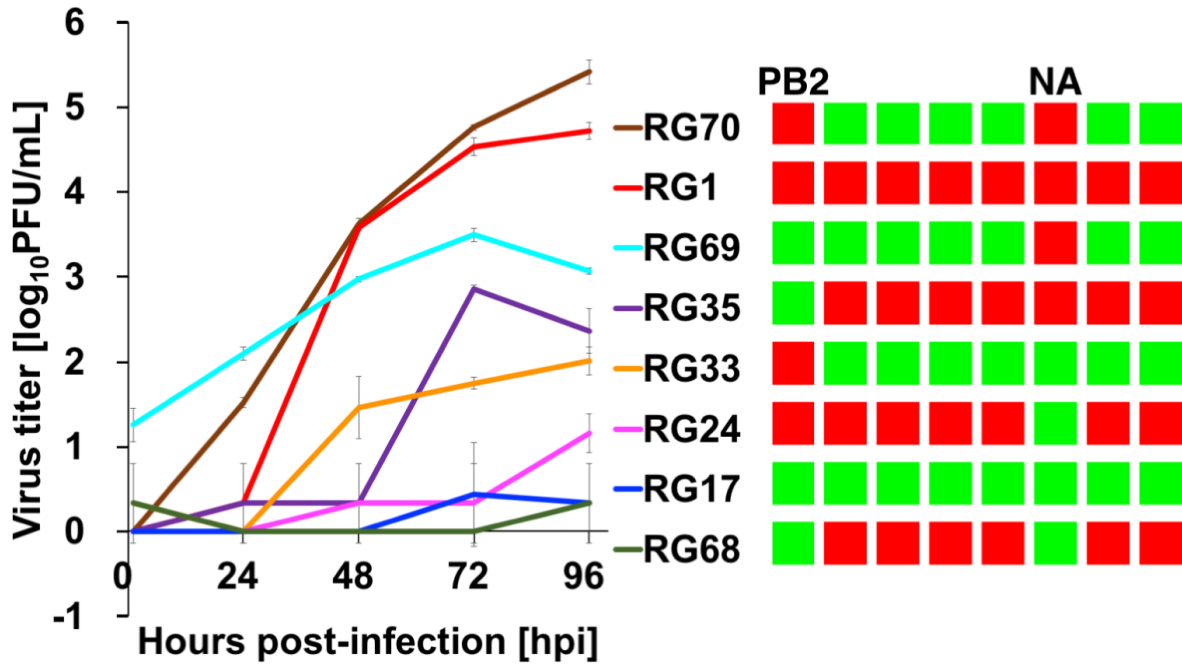 Virus titer [log10PFU/mL]
6
5
4
3
2
1
0
-1
0 24 48 72 96
Hours post-infection [hpi]
PB2 NA
RG70
RG1
RG69
RG35
RG33
RG24
RG17
RG68